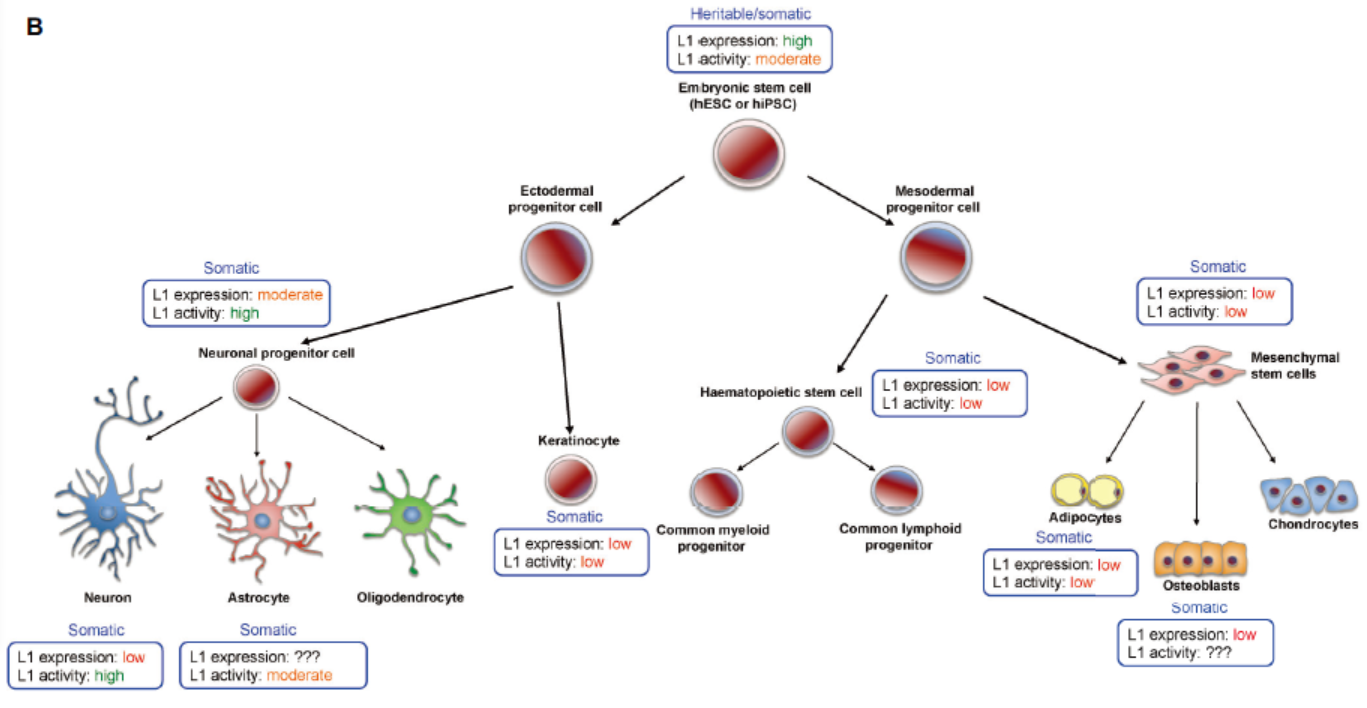 B
Heritable/somatic
L1 expression: high
L1 activity: moderate
Embryonic stem cell
(hESC or hiPSC)
Ectodermal
progenitor cell
Mesodermal
progenitor cell
Somatic
L1 expression: moderate
L1 activity: high
Neuronal progenitor cell
Somatic
L1 expression: low
L1 activity: low
Mesenchymal
stem cells
Somatic
L1 expression: low
L1 activity: low
Haematopoietic stem cell
Keratinocyte
Somatic
L1 expression: low
L1 activity: low
Common myeloid
progenitor
Common lymphoid
progenitor
Adipocytes
Somatic
L1 expression: low
L1 activity: low
Chondrocytes
Osteoblasts
Somatic
L1 expression: low
L1 activity: ???
Neuron
Astrocyte
Oligodendrocyte
Somatic
L1 expression: low
L1 activity: high
Somatic
L1 expression: ???
L1 activity: moderate